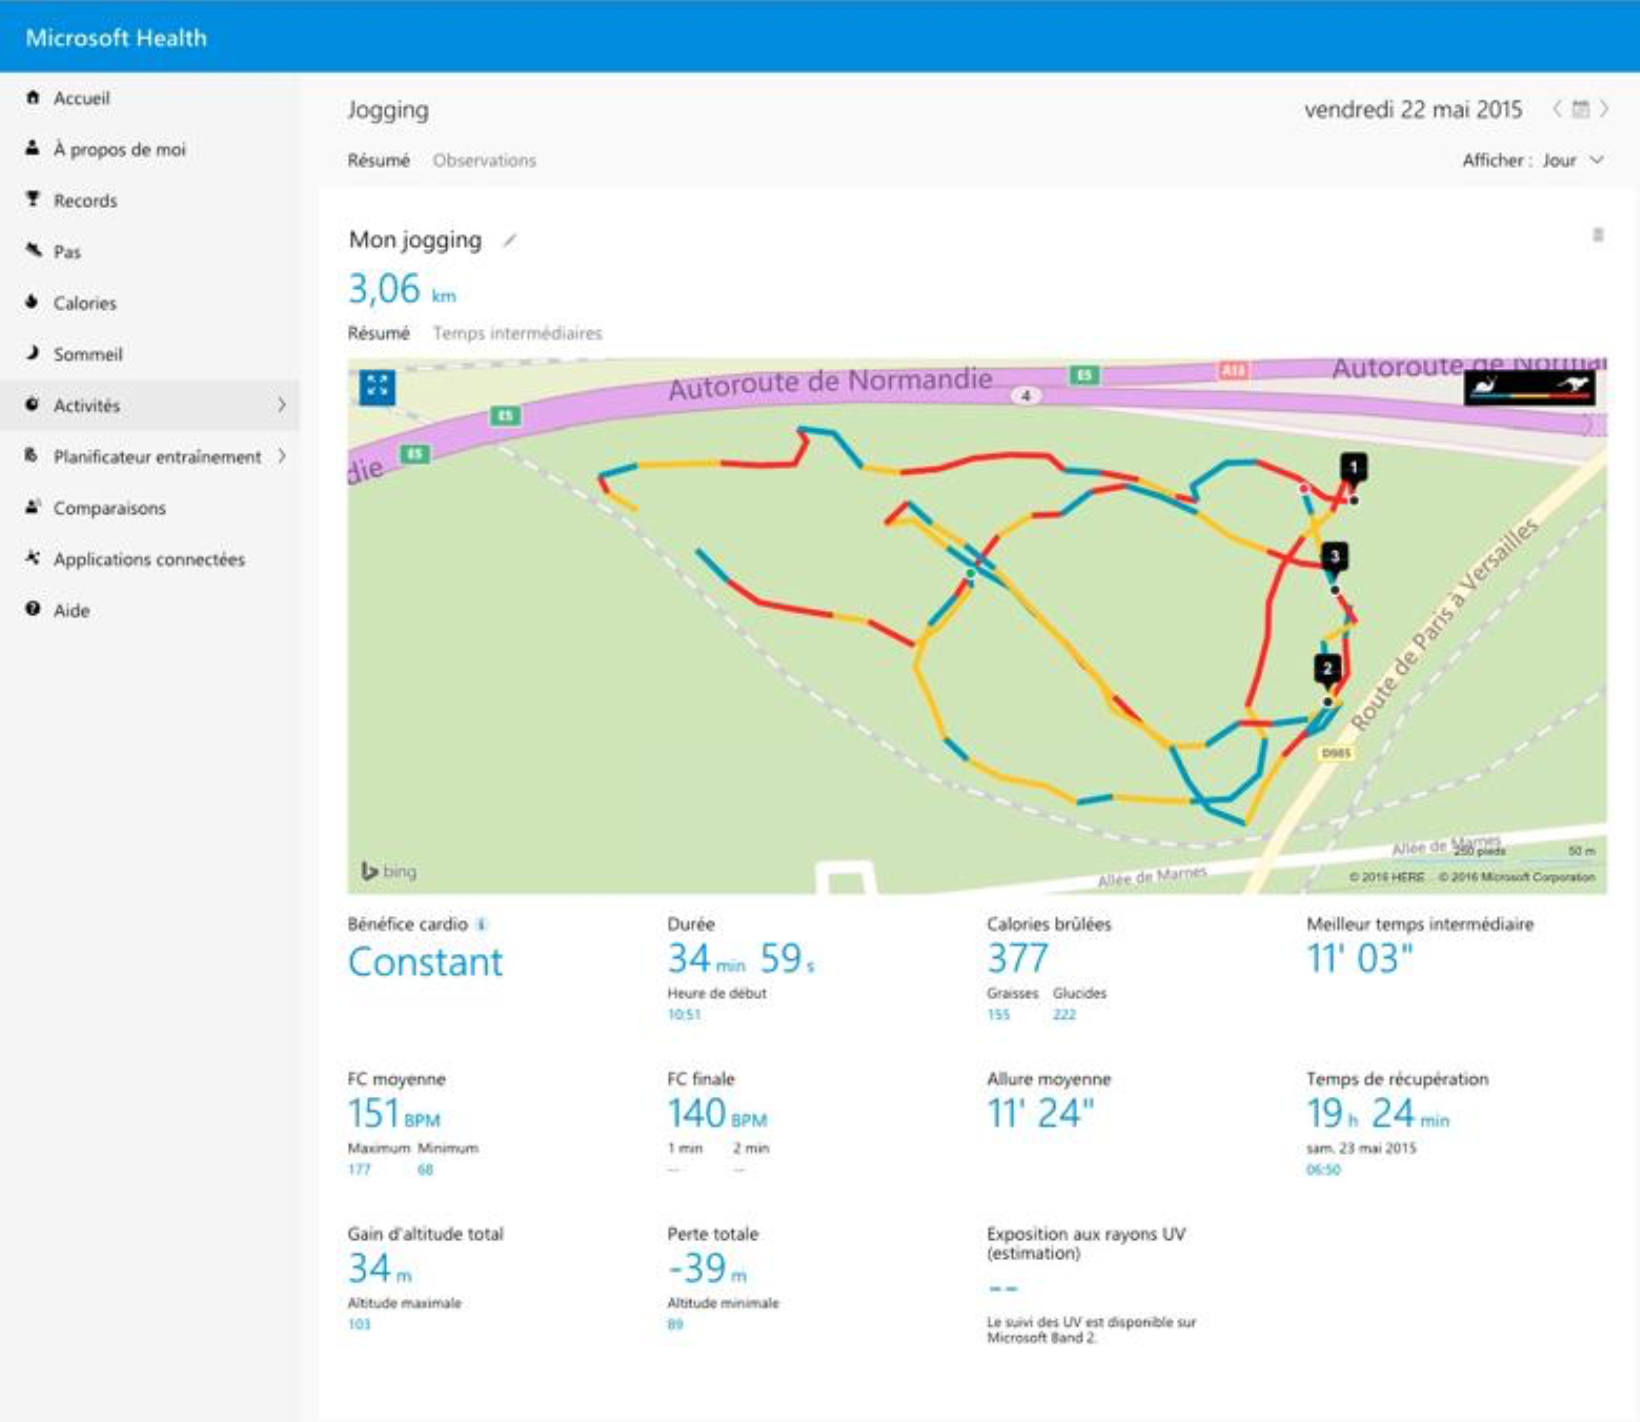 Microsoft Health
Accueil
À propos de moi
Records
Pas
Calories
Sommeil
Activités
Planificateur entraînement
Comparaisons
Applications connectées
Aide
Jogging
vendredi 22 mai 2015
Résumé Observations
Afficher : Jour
Mon jogging
3,06 km
Résumé Temps intermédiaires
Autoroute de Normandie
E5
A13
Autoroute de Normal
4
E5
E5
die
1
3
2
Route de Paris à Versailles
D985
Allée de Marnes
250 pieds
50 m
bing
Allée de Marnes
© 2016 HERE © 2016 Microsoft Corporation
Bénéfice cardio
Constant
Durée
34 min 59 s
Heure de début
10:51
Calories brûlées
377
Graisses Glucides
155 222
Meilleur temps intermédiaire
11' 03"
FC moyenne
151 BPM
Maximum Minimum
177 68
FC finale
140 BPM
1 min 2 min
-- --
Allure moyenne
11' 24"
Temps de récupération
19 h 24 min
sam. 23 mai 2015
06:50
Gain d'altitude total
34 m
Altitude maximale
103
Perte totale
-39 m
Altitude minimale
89
Exposition aux rayons UV
(estimation)
--
Le suivi des UV est disponible sur
Microsoft Band 2.